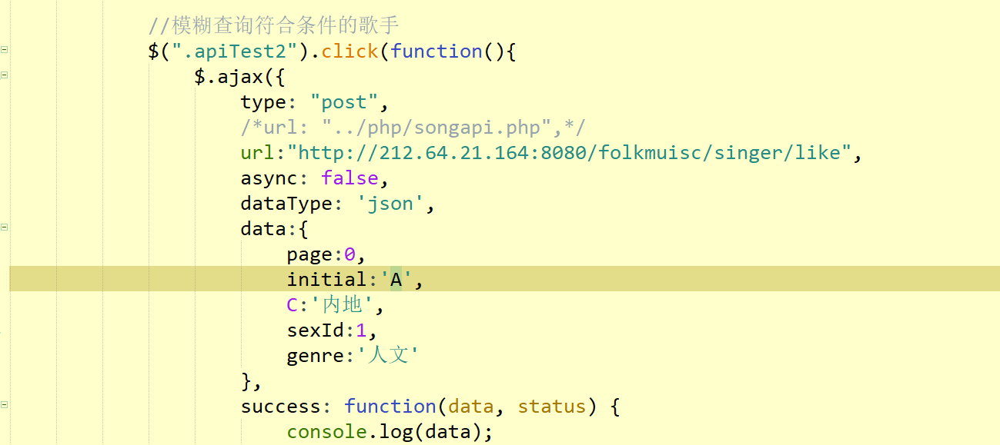 //模糊查询符合条件的歌手
$(".apiTest2").click(function(){
$.ajax({
type: "post",
/*url: "../php/songapi.php",*/
url:"http://212.64.21.164:8080/folkmuisc/singer/like",
async: false,
dataType: 'json',
data:{
page:0,
initial:'A',
C:'内地',
sexId:1,
genre:'人文'
},
success: function(data, status) {
console.log(data);